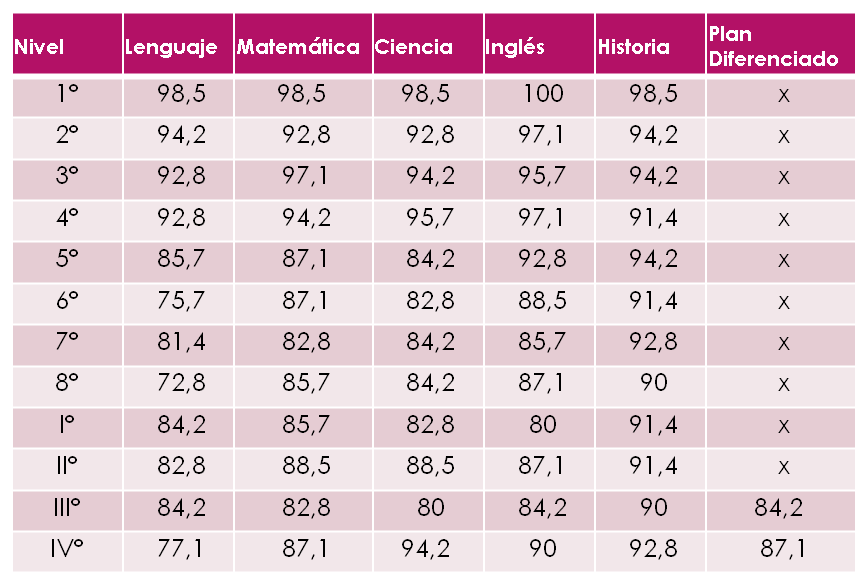 Nivel Lenguaje Matemática Ciencia Inglés Historia Plan Diferenciado
1° 98,5 98,5 98,5 100 98,5 x
2° 94,2 92,8 92,8 97,1 94,2 x
3° 92,8 97,1 94,2 95,7 94,2 x
4° 92,8 94,2 95,7 97,1 91,4 x
5° 85,7 87,1 84,2 92,8 94,2 x
6° 75,7 87,1 82,8 88,5 91,4 x
7° 81,4 82,8 84,2 85,7 92,8 x
8° 72,8 85,7 84,2 87,1 90 x
I° 84,2 85,7 82,8 80 91,4 x
II° 82,8 88,5 88,5 87,1 91,4 x
III° 84,2 82,8 80 84,2 90 84,2
IV° 77,1 87,1 94,2 90 92,8 87,1